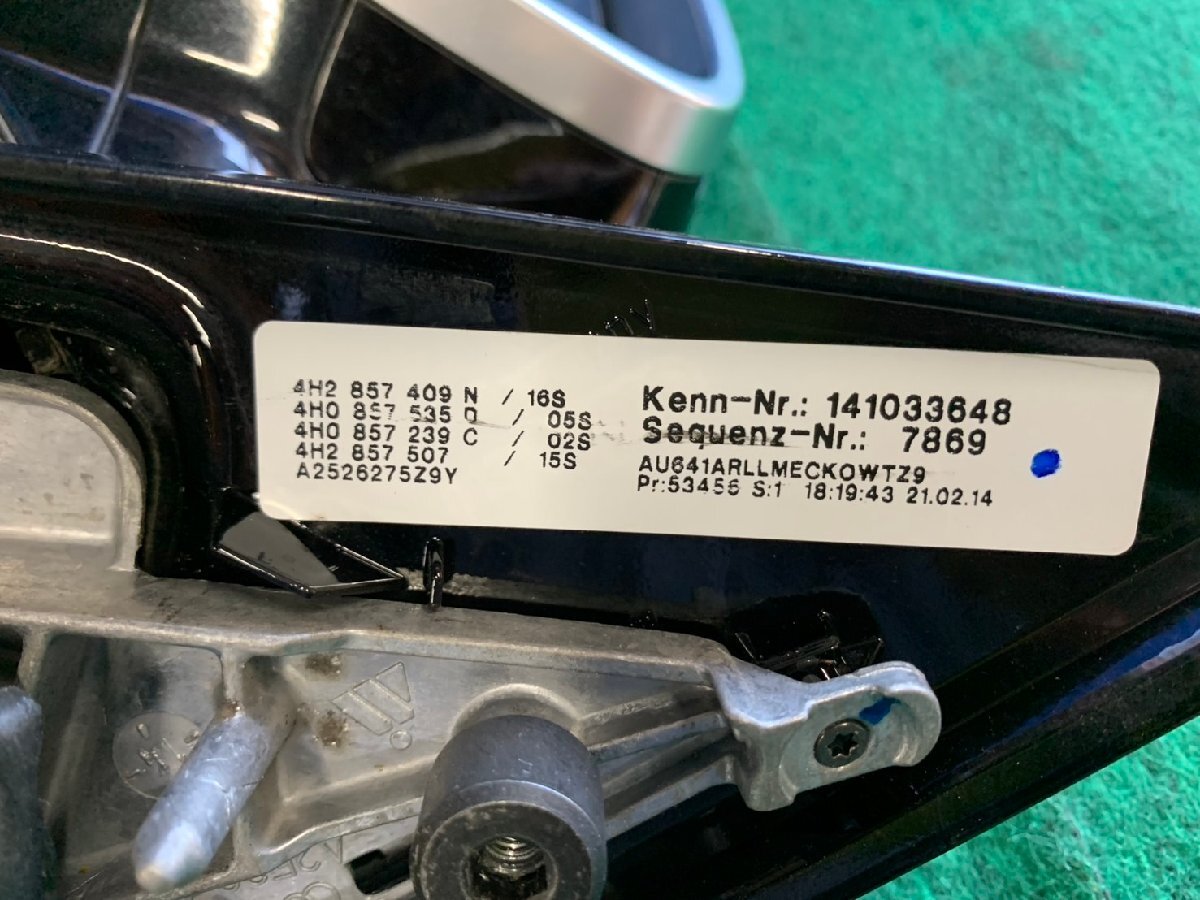 4H2 857 409 N / 16S
4H0 857 535 Q / 05S
4H0 857 239 C / 02S
4H2 857 507 / 15S
A2526275Z9Y
Kenn-Nr.: 141033648
Sequenz-Nr.: 7869
AU641ARLLMECKOWTZ9
Pr:53456 S:1 18:19:43 21.02.14